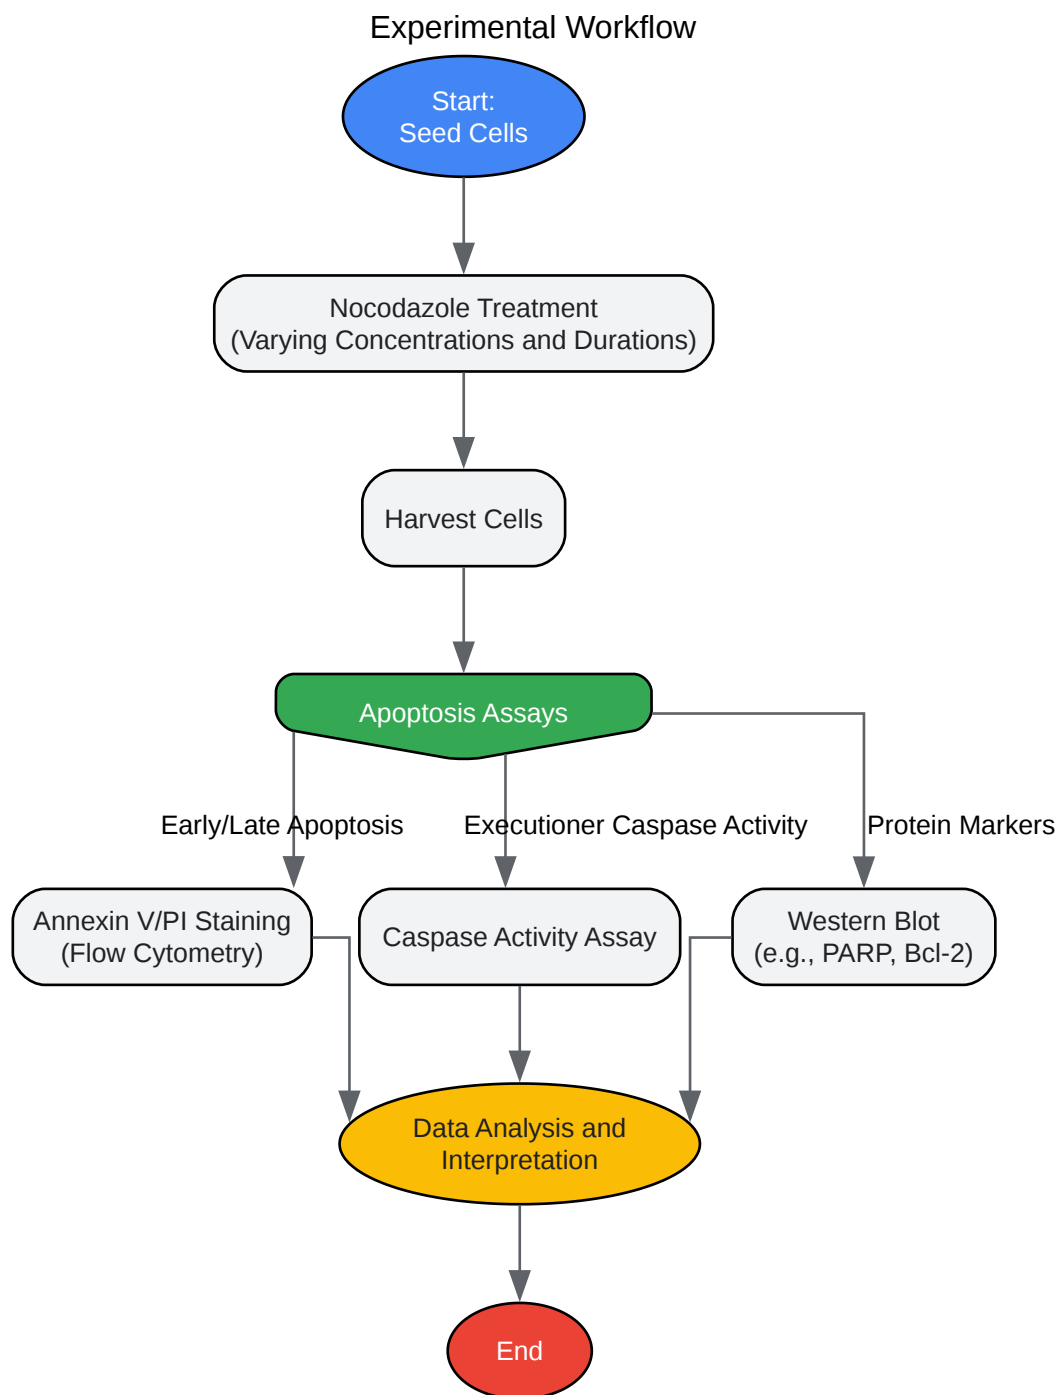 Experimental Workflow
Start:
Seed Cells
Nocodazole Treatment
(Varying Concentrations and Durations)
Harvest Cells
Apoptosis Assays
Early/Late Apoptosis
Executioner Caspase Activity
Protein Markers
Annexin V/PI Staining
(Flow Cytometry)
Caspase Activity Assay
Western Blot
(e.g., PARP, Bcl-2)
Data Analysis and
Interpretation
End